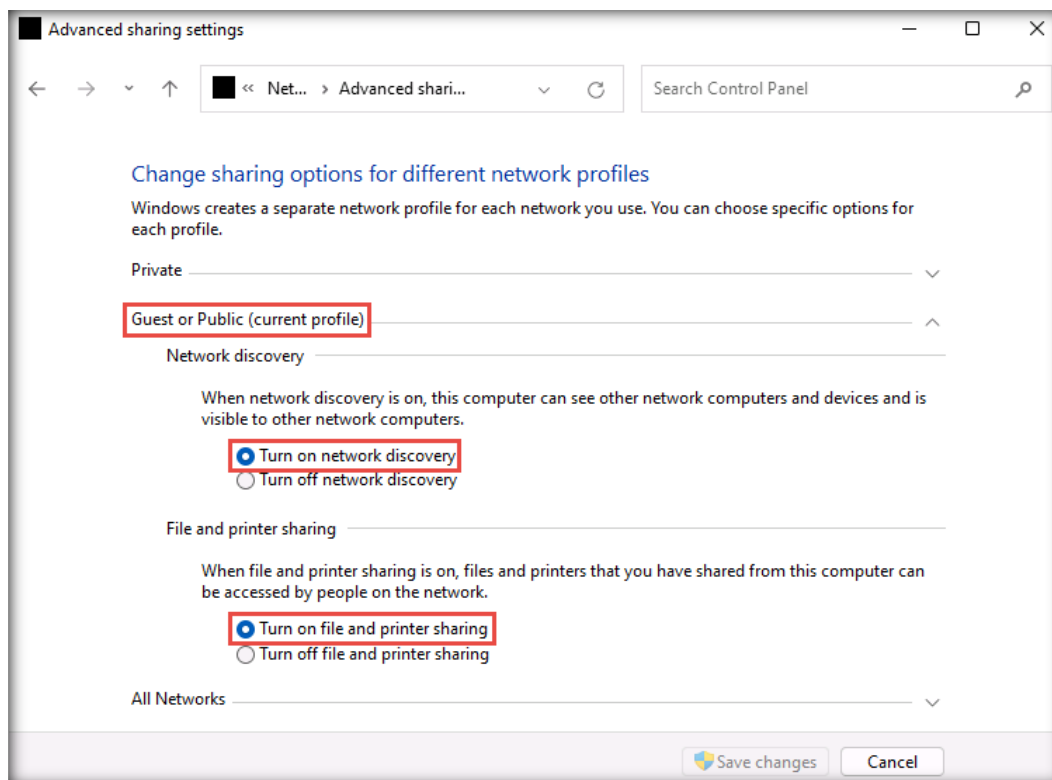 Advanced sharing settings
« Net... › Advanced shari...
Search Control Panel
Change sharing options for different network profiles
Windows creates a separate network profile for each network you use. You can choose specific options for
each profile.
Private
Guest or Public (current profile)
Network discovery
When network discovery is on, this computer can see other network computers and devices and is
visible to other network computers.
Turn on network discovery
Turn off network discovery
File and printer sharing
When file and printer sharing is on, files and printers that you have shared from this computer can
be accessed by people on the network.
Turn on file and printer sharing
Turn off file and printer sharing
All Networks
Save changes
Cancel